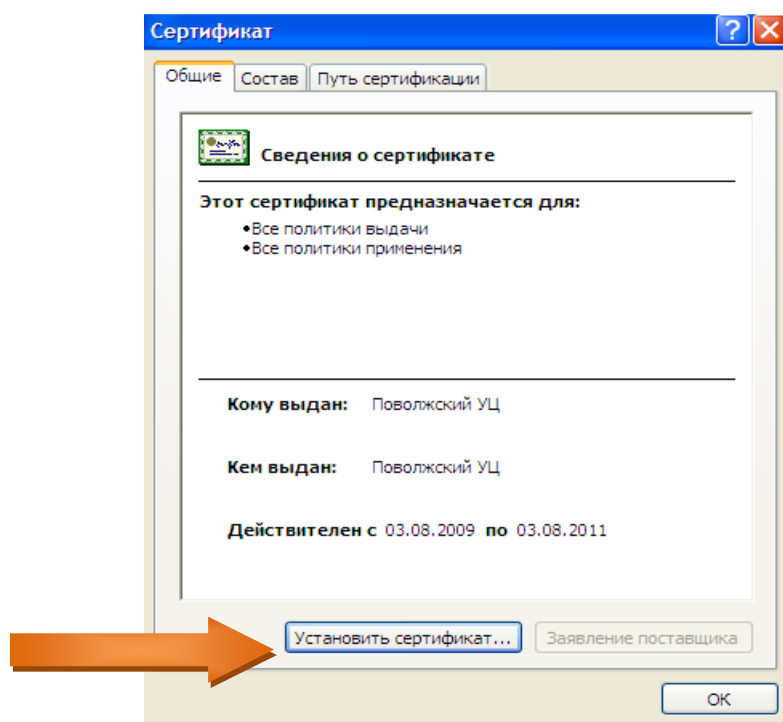 Сертификат
Общие Состав Путь сертификации
Сведения о сертификате
Этот сертификат предназначается для:
•Все политики выдачи
•Все политики применения
Кому выдан: Поволжский УЦ
Кем выдан: Поволжский УЦ
Действителен с 03.08.2009 по 03.08.2011
Установить сертификат... Заявление поставщика
ОК